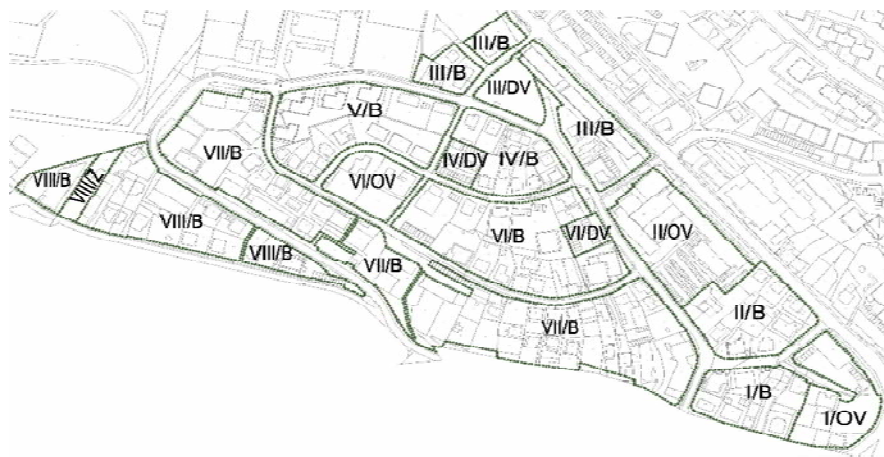 III/B
III/B
III/DV
V/B
III/B
VII/B
IV/DV
IV/B
VIII/B
VIII/Z
VI/OV
VIII/B
VI/B
VI/DV
II/OV
VIII/B
VII/B
II/B
VII/B
I/B
I/OV